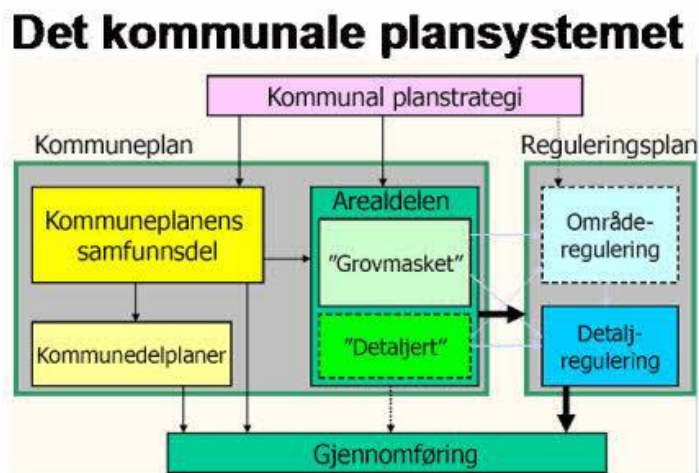 Det kommunale plansystemet
Kommunal planstrategi
Kommuneplan
Reguleringsplan
Kommuneplanens
samfunnsdel
Arealdelen
"Grovmasket"
Område-
regulering
Kommunedelplaner
"Detaljert"
Detalj-
regulering
Gjennomføring